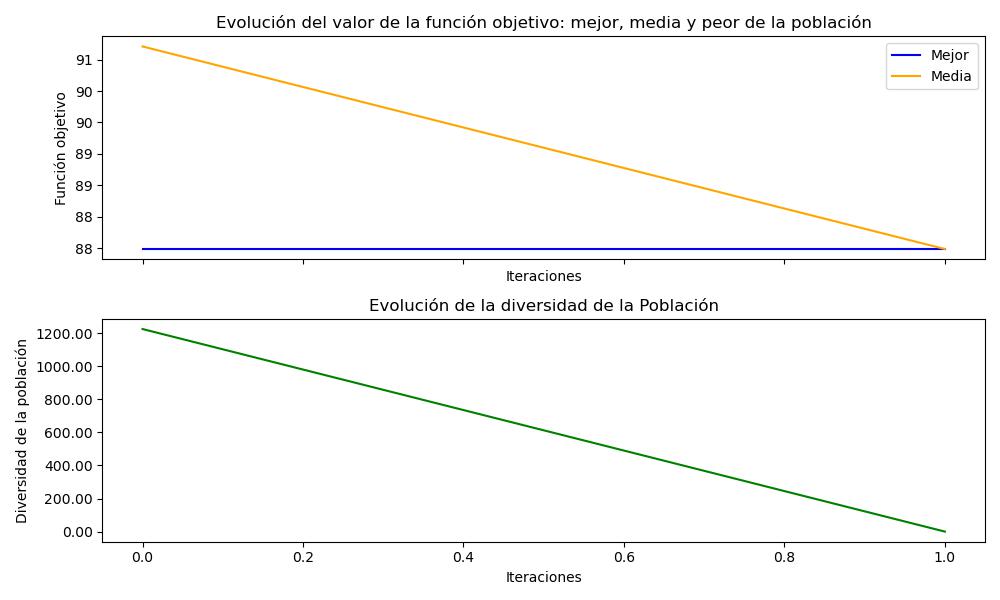 Evolución del valor de la función objetivo: mejor, media y peor de la población
Mejor
Media
91
90
90
89
89
88
88
Función objetivo
Iteraciones
Evolución de la diversidad de la Población
1200.00
1000.00
800.00
600.00
400.00
200.00
0.00
Diversidad de la población
0.0 0.2 0.4 0.6 0.8 1.0
Iteraciones